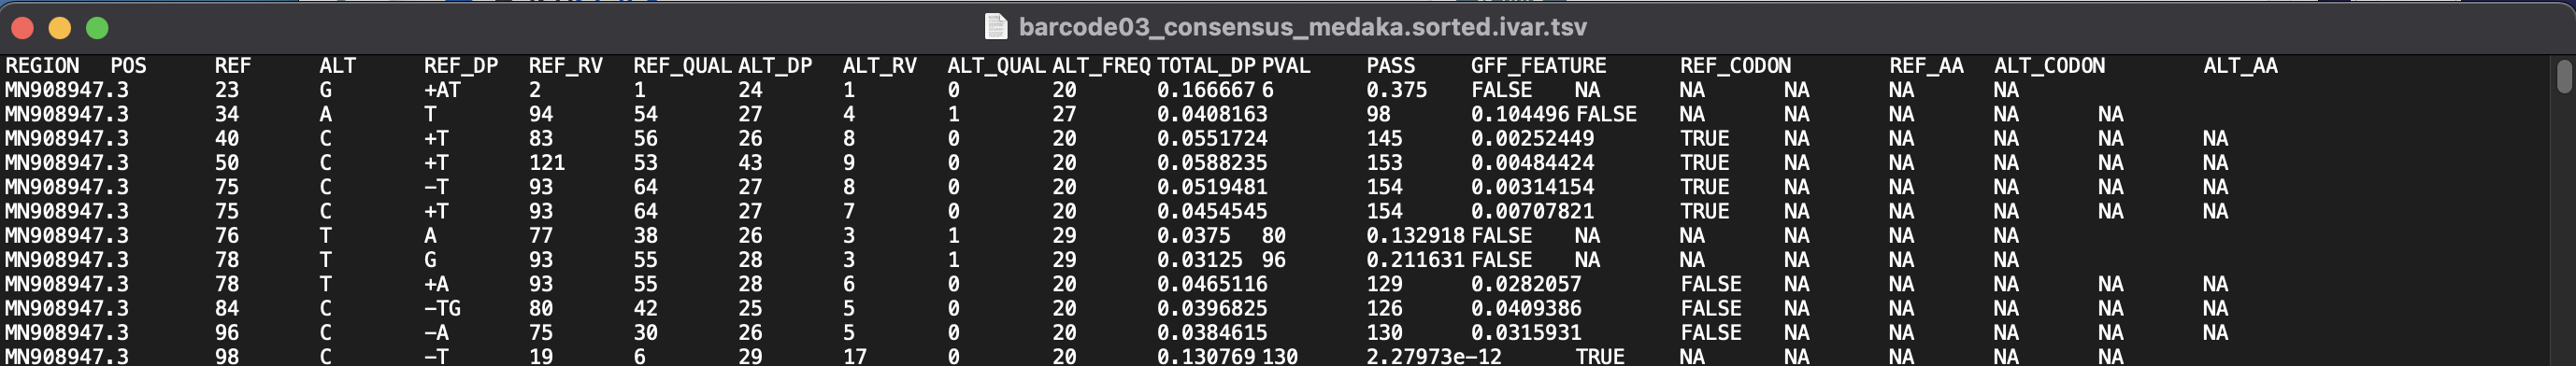 barcode03_consensus_medaka.sorted.ivar.tsv
REGION POS REF ALT REF_DP REF_RV REF_QUAL ALT_DP ALT_RV ALT_QUAL ALT_FREQ TOTAL_DP PVAL PASS GFF_FEATURE REF_CODON REF_AA ALT_CODON ALT_AA
MN908947.3 23 G +AT 2 1 24 1 0 20 0.166667 6 0.375 FALSE NA NA NA NA NA
MN908947.3 34 A T 94 54 27 4 1 27 0.0408163 98 0.104496 FALSE NA NA NA NA NA
MN908947.3 40 C +T 83 56 26 8 0 20 0.0551724 145 0.00252449 TRUE NA NA NA NA NA
MN908947.3 50 C +T 121 53 43 9 0 20 0.0588235 153 0.00484424 TRUE NA NA NA NA NA
MN908947.3 75 C -T 93 64 27 8 0 20 0.0519481 154 0.00314154 TRUE NA NA NA NA NA
MN908947.3 75 C +T 93 64 27 7 0 20 0.0454545 154 0.00707821 TRUE NA NA NA NA NA
MN908947.3 76 T A 77 38 26 3 1 29 0.0375 80 0.132918 FALSE NA NA NA NA NA
MN908947.3 78 T G 93 55 28 3 1 29 0.03125 96 0.211631 FALSE NA NA NA NA NA
MN908947.3 78 T +A 93 55 28 6 0 20 0.0465116 129 0.0282057 FALSE NA NA NA NA NA
MN908947.3 84 C -TG 80 42 25 5 0 20 0.0396825 126 0.0409386 FALSE NA NA NA NA NA
MN908947.3 96 C -A 75 30 26 5 0 20 0.0384615 130 0.0315931 FALSE NA NA NA NA NA
MN908947.3 98 C -T 19 6 29 17 0 20 0.130769 130 2.27973e-12 TRUE NA NA NA NA NA